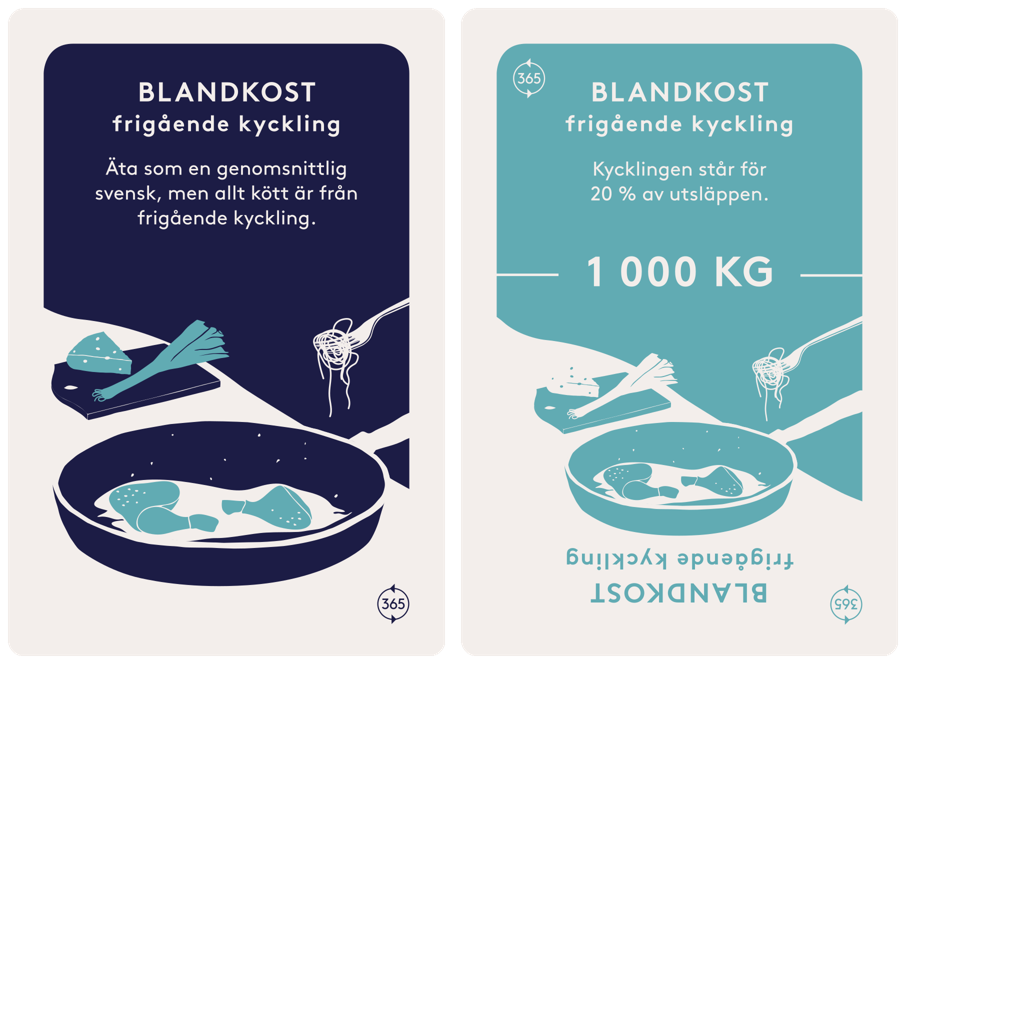 BLANDKOST
frigående kyckling
Äta som en genomsnittlig
svensk, men allt kött är från
frigående kyckling.
365
365
BLANDKOST
frigående kyckling
Kycklingen står för
20 % av utsläppen.
1 000 KG
BLANDKOST
frigående kyckling
365